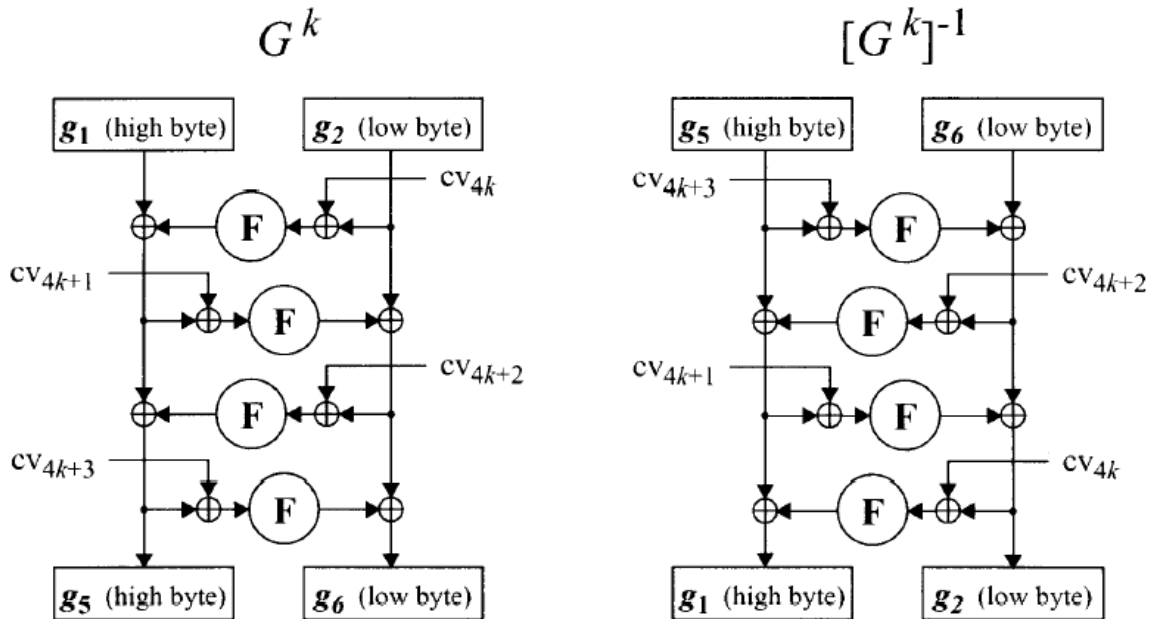 G^k
[G^k]^-1
g1 (high byte)
g2 (low byte)
g5 (high byte)
g6 (low byte)
cv4k
cv4k+3
F
F
cv4k+1
cv4k+2
F
F
cv4k+2
cv4k+1
F
F
cv4k+3
cv4k
F
F
g5 (high byte)
g6 (low byte)
g1 (high byte)
g2 (low byte)